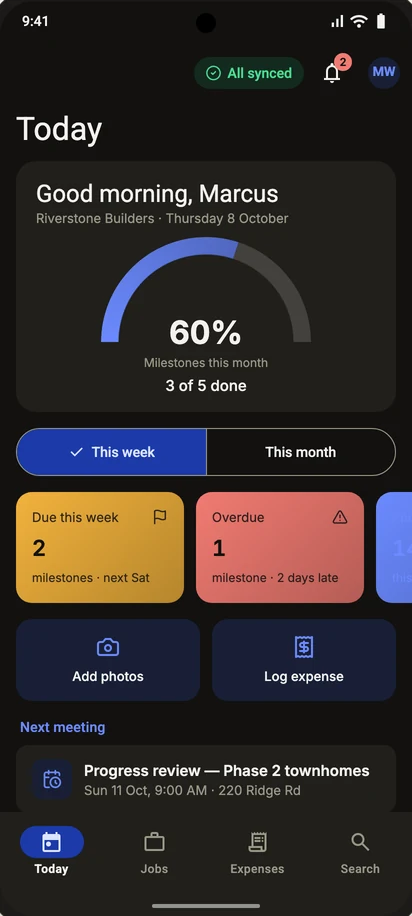 9:41
All synced
2
MW
Today
Good morning, Marcus
Riverstone Builders · Thursday 8 October
60%
Milestones this month
3 of 5 done
This week
This month
Due this week
2
milestones · next Sat
Overdue
1
milestone · 2 days late
Add photos
Log expense
Next meeting
Progress review — Phase 2 townhomes
Sun 11 Oct, 9:00 AM · 220 Ridge Rd
Today
Jobs
Expenses
Search